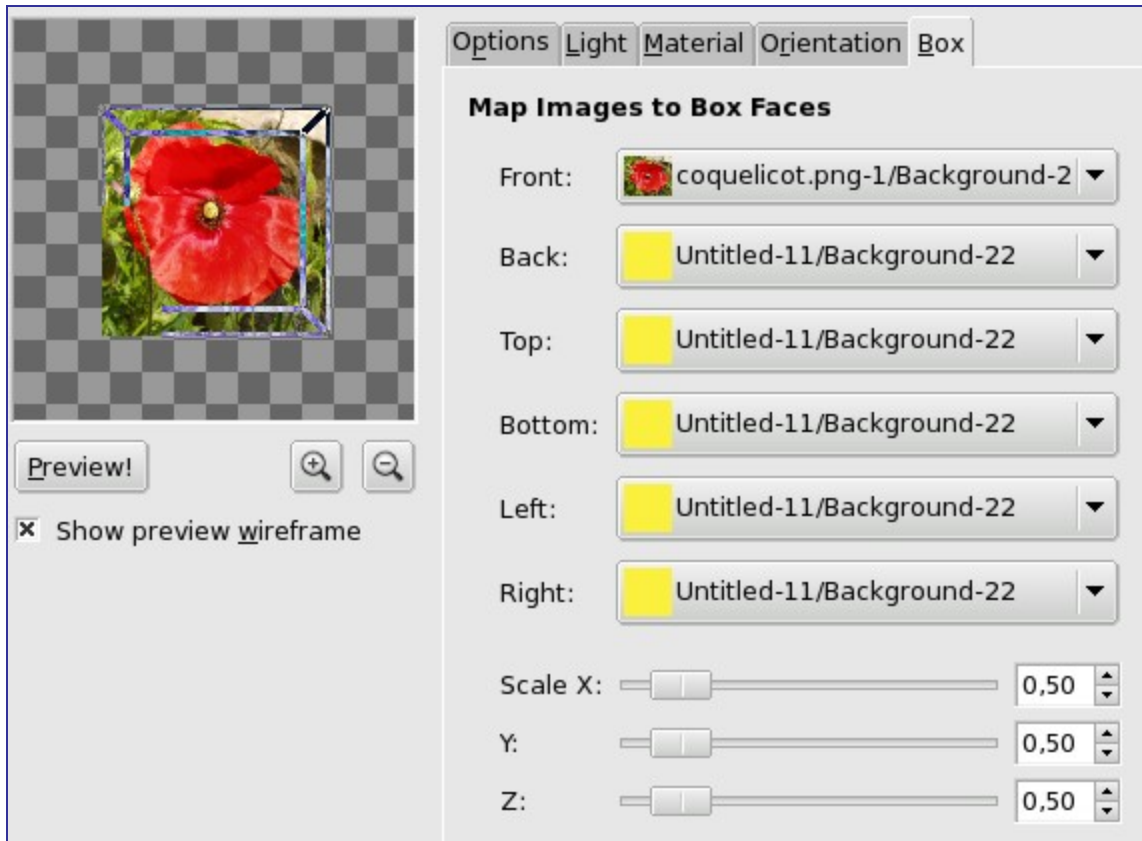 Options Light Material Orientation Box
Map Images to Box Faces
Front: coquelicot.png-1/Background-2
Back: Untitled-11/Background-22
Top: Untitled-11/Background-22
Bottom: Untitled-11/Background-22
Left: Untitled-11/Background-22
Right: Untitled-11/Background-22
Scale X: 0,50
Y: 0,50
Z: 0,50
Preview!
Show preview wireframe